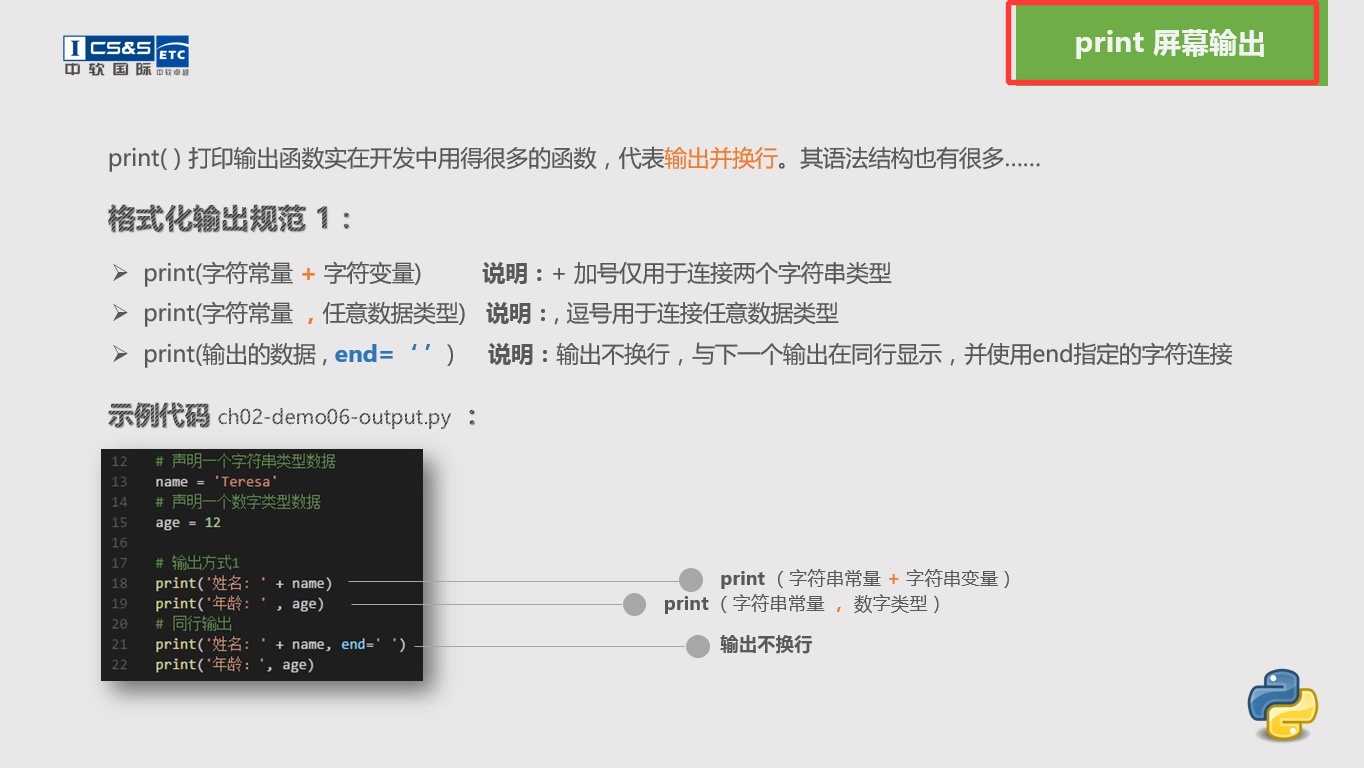 CS&S ETC
中软国际 中软卓越
print 屏幕输出
print( ) 打印输出函数实在开发中用得很多的函数，代表输出并换行。其语法结构也有很多......
格式化输出规范 1：
print(字符常量 + 字符变量) 说明：+ 加号仅用于连接两个字符串类型
print(字符常量 , 任意数据类型) 说明：, 逗号用于连接任意数据类型
print(输出的数据 , end= ‘ ’ ) 说明：输出不换行，与下一个输出在同行显示，并使用end指定的字符连接
示例代码 ch02-demo06-output.py ：
12 # 声明一个字符串类型数据
13 name = 'Teresa'
14 # 声明一个数字类型数据
15 age = 12
16
17 # 输出方式1
18 print('姓名: ' + name)
19 print('年龄: ' , age)
20 # 同行输出
21 print('姓名: ' + name, end=' ')
22 print('年龄: ', age)
print（字符串常量 + 字符串变量）
print（字符串常量 , 数字类型）
输出不换行